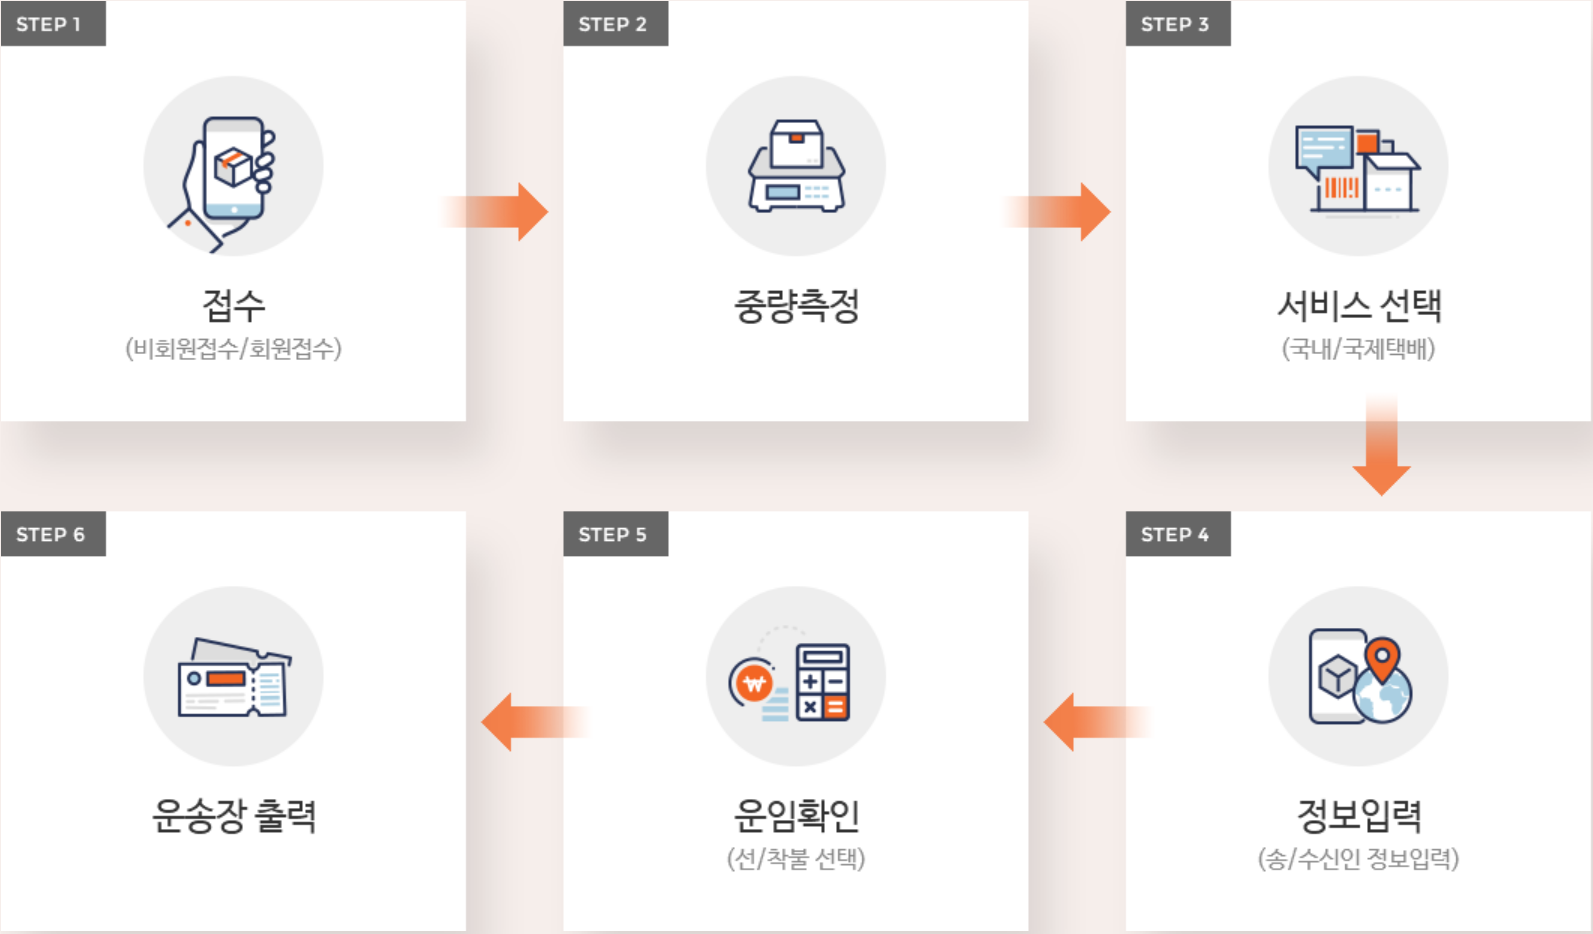 STEP 1
접수
(비회원접수/회원접수)
STEP 2
중량측정
STEP 3
서비스 선택
(국내/국제택배)
STEP 4
정보입력
(송/수신인 정보입력)
STEP 5
운임확인
(선/착불 선택)
STEP 6
운송장 출력